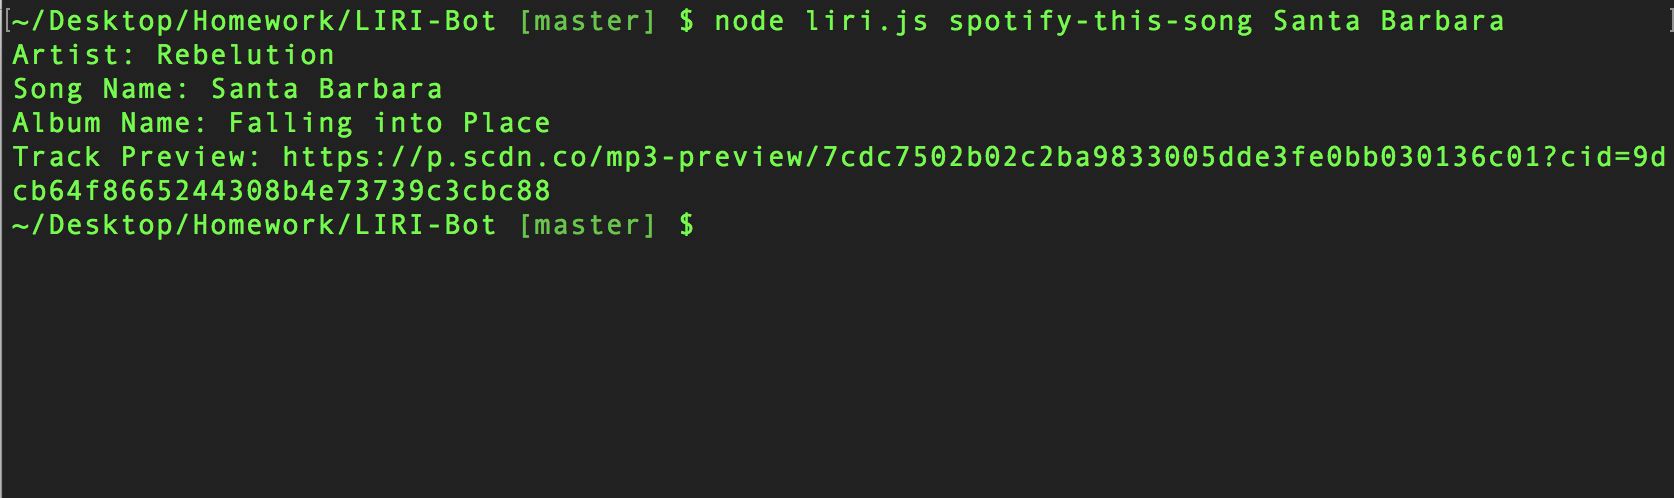 [~/Desktop/Homework/LIRI-Bot [master] $ node liri.js spotify-this-song Santa Barbara ]
Artist: Rebelution
Song Name: Santa Barbara
Album Name: Falling into Place
Track Preview: https://p.scdn.co/mp3-preview/7cdc7502b02c2ba9833005dde3fe0bb030136c01?cid=9d
cb64f8665244308b4e73739c3cbc88
~/Desktop/Homework/LIRI-Bot [master] $